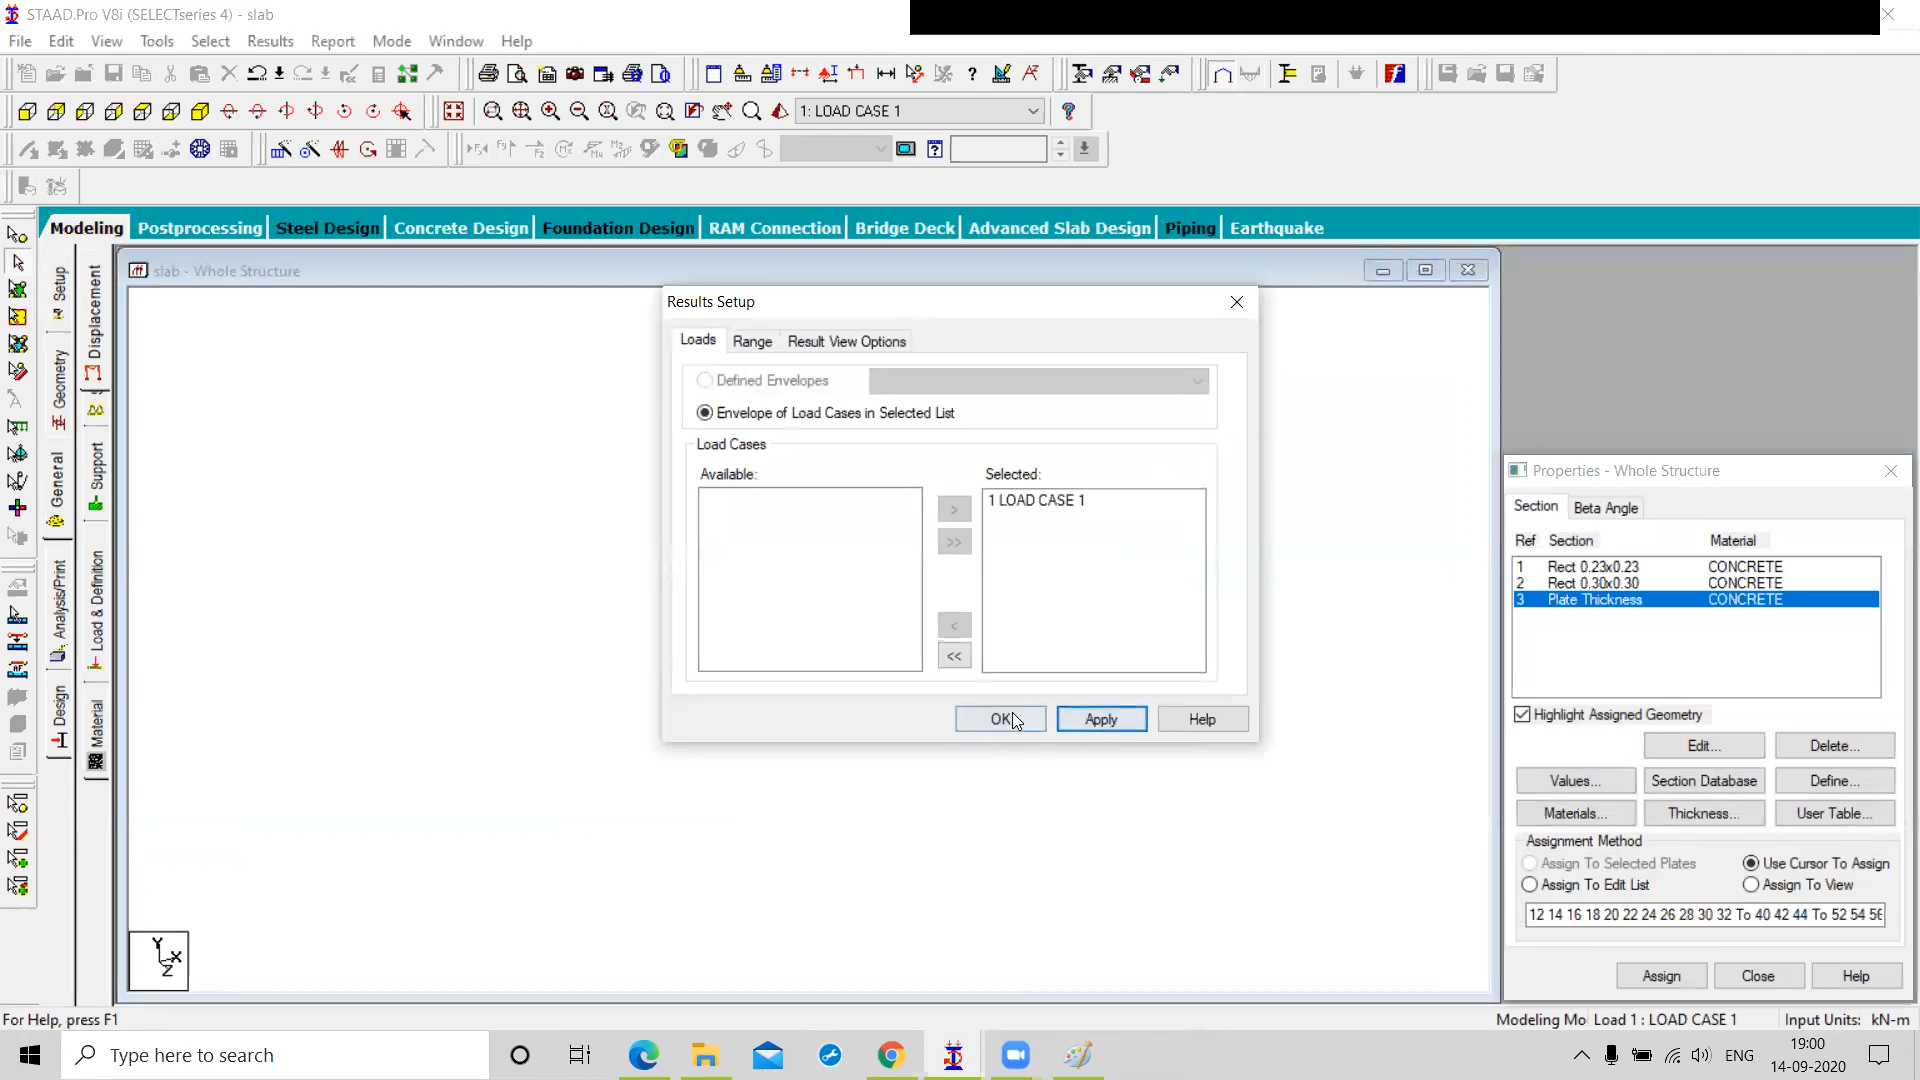 STAAD.Pro V8i (SELECTseries 4) - slab
File Edit View Tools Select Results Report Mode Window Help
1: LOAD CASE 1
Modeling Postprocessing Steel Design Concrete Design Foundation Design RAM Connection Bridge Deck Advanced Slab Design Piping Earthquake
Setup
Geometry
General
Analysis/Print
Design
Displacement
Support
Load & Definition
Material
slab - Whole Structure
Results Setup
Loads Range Result View Options
Defined Envelopes
Envelope of Load Cases in Selected List
Load Cases
Available: Selected:
1 LOAD CASE 1
>
>>
<
<<
OK Apply Help
Properties - Whole Structure
Section Beta Angle
Ref Section Material
1 Rect 0.23x0.23 CONCRETE
2 Rect 0.30x0.30 CONCRETE
3 Plate Thickness CONCRETE
Highlight Assigned Geometry
Edit... Delete...
Values... Section Database Define...
Materials... Thickness... User Table...
Assignment Method
Assign To Selected Plates Use Cursor To Assign
Assign To Edit List Assign To View
12 14 16 18 20 22 24 26 28 30 32 To 40 42 44 To 52 54 56
Assign Close Help
Y
X
Z
For Help, press F1 Modeling Mo Load 1 : LOAD CASE 1 Input Units: kN-m
Type here to search
ENG
19:00
14-09-2020